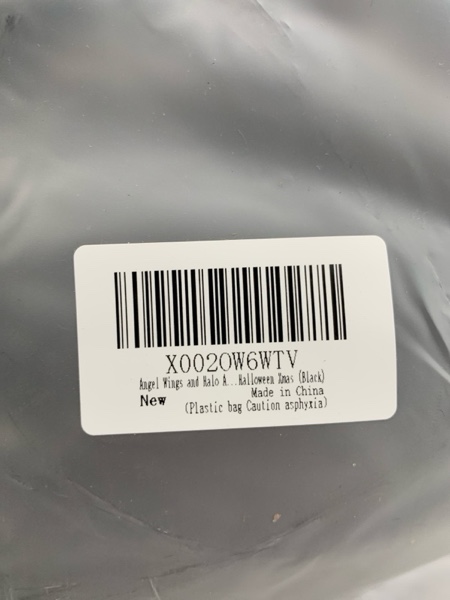 X002OW6WTV
Angel Wings and Halo A...Halloween Xmas (Black)
New
Made in China
(Plastic bag Caution asphyxia)